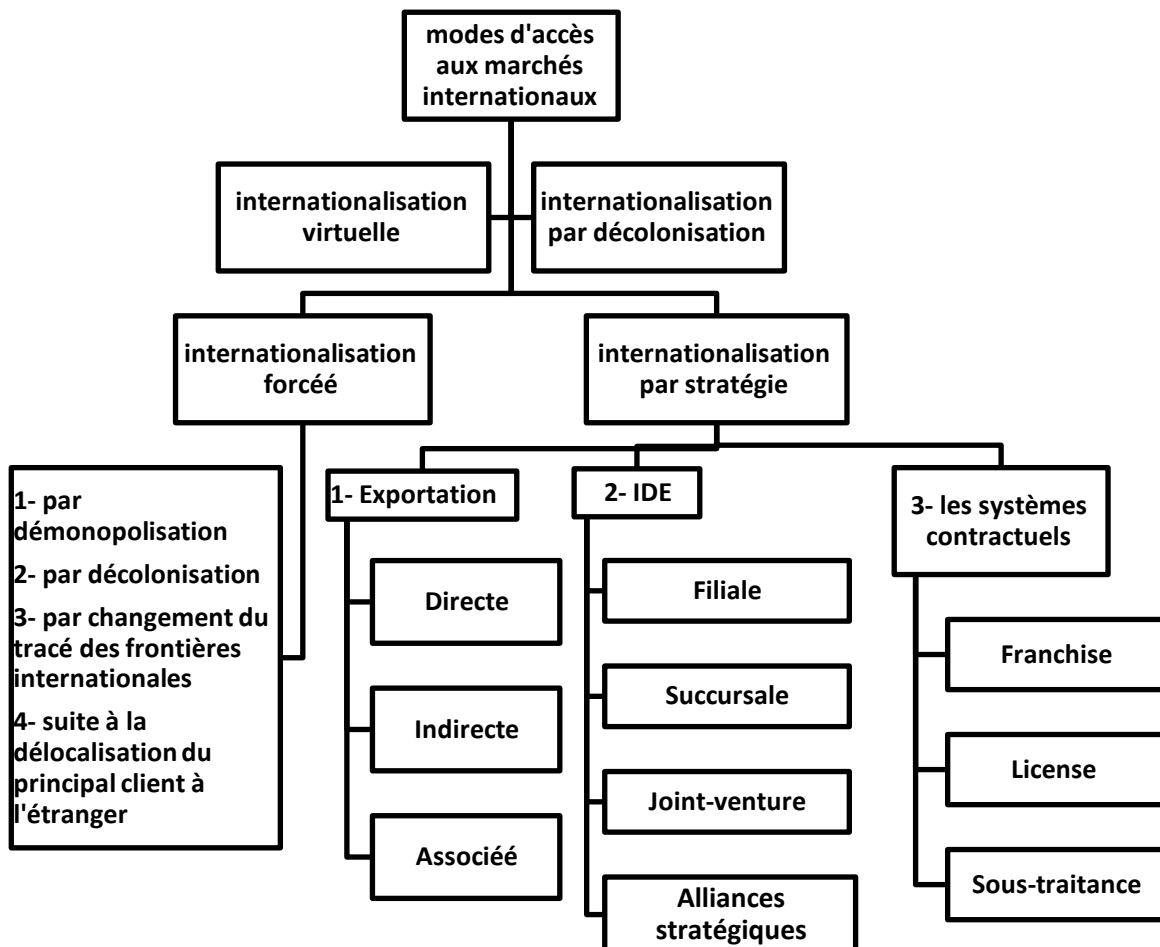 modes d'accès
aux marchés
internationaux
internationalisation
virtuelle
internationalisation
par décolonisation
internationalisation
forcéé
internationalisation
par stratégie
1- par
démonopolisation
2- par décolonisation
3- par changement du
tracé des frontières
internationales
4- suite à la
délocalisation du
principal client à
l'étranger
1- Exportation
Directe
Indirecte
Associéé
2- IDE
Filiale
Succursale
Joint-venture
Alliances
stratégiques
3- les systèmes
contractuels
Franchise
License
Sous-traitance